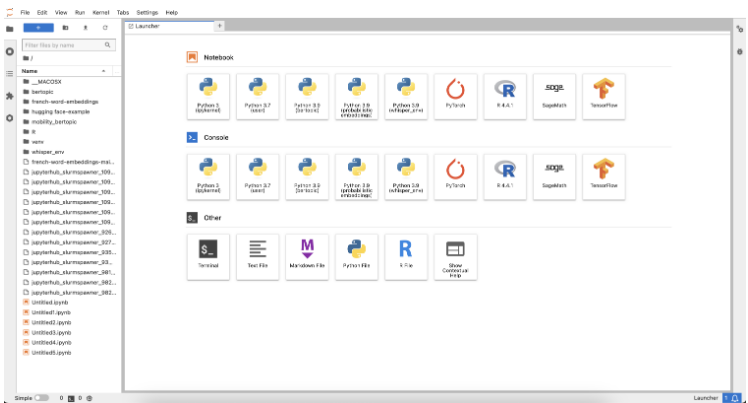 File Edit View Run Kernel Tabs Settings Help
Launcher
Filter files by name
/
Name
__MACOSX
bertopic
french-word-embeddings
hugging face-example
mobility_bertopic
R
venv
whisper_env
french-word-embeddings-mai...
jupyterhub_slurmspawner_109...
jupyterhub_slurmspawner_109...
jupyterhub_slurmspawner_109...
jupyterhub_slurmspawner_109...
jupyterhub_slurmspawner_109...
jupyterhub_slurmspawner_109...
jupyterhub_slurmspawner_926...
jupyterhub_slurmspawner_927...
jupyterhub_slurmspawner_935...
jupyterhub_slurmspawner_93...
jupyterhub_slurmspawner_981...
jupyterhub_slurmspawner_982...
jupyterhub_slurmspawner_982...
Untitled.ipynb
Untitled1.ipynb
Untitled2.ipynb
Untitled3.ipynb
Untitled4.ipynb
Untitled5.ipynb
Notebook
Python 3
(ipykernel)
Python 3.7
(user)
Python 3.9
(bertopic)
Python 3.9
(probabilistic
embeddings)
Python 3.9
(whisper_env)
PyTorch
R
R 4.4.1
sage
SageMath
TensorFlow
Console
Python 3
(ipykernel)
Python 3.7
(user)
Python 3.9
(bertopic)
Python 3.9
(probabilistic
embeddings)
Python 3.9
(whisper_env)
PyTorch
R
R 4.4.1
sage
SageMath
TensorFlow
$_ Other
$_
Terminal
Text File
M
Markdown File
Python File
R
R File
Show
Contextual
Help
Simple 0 0
Launcher 1